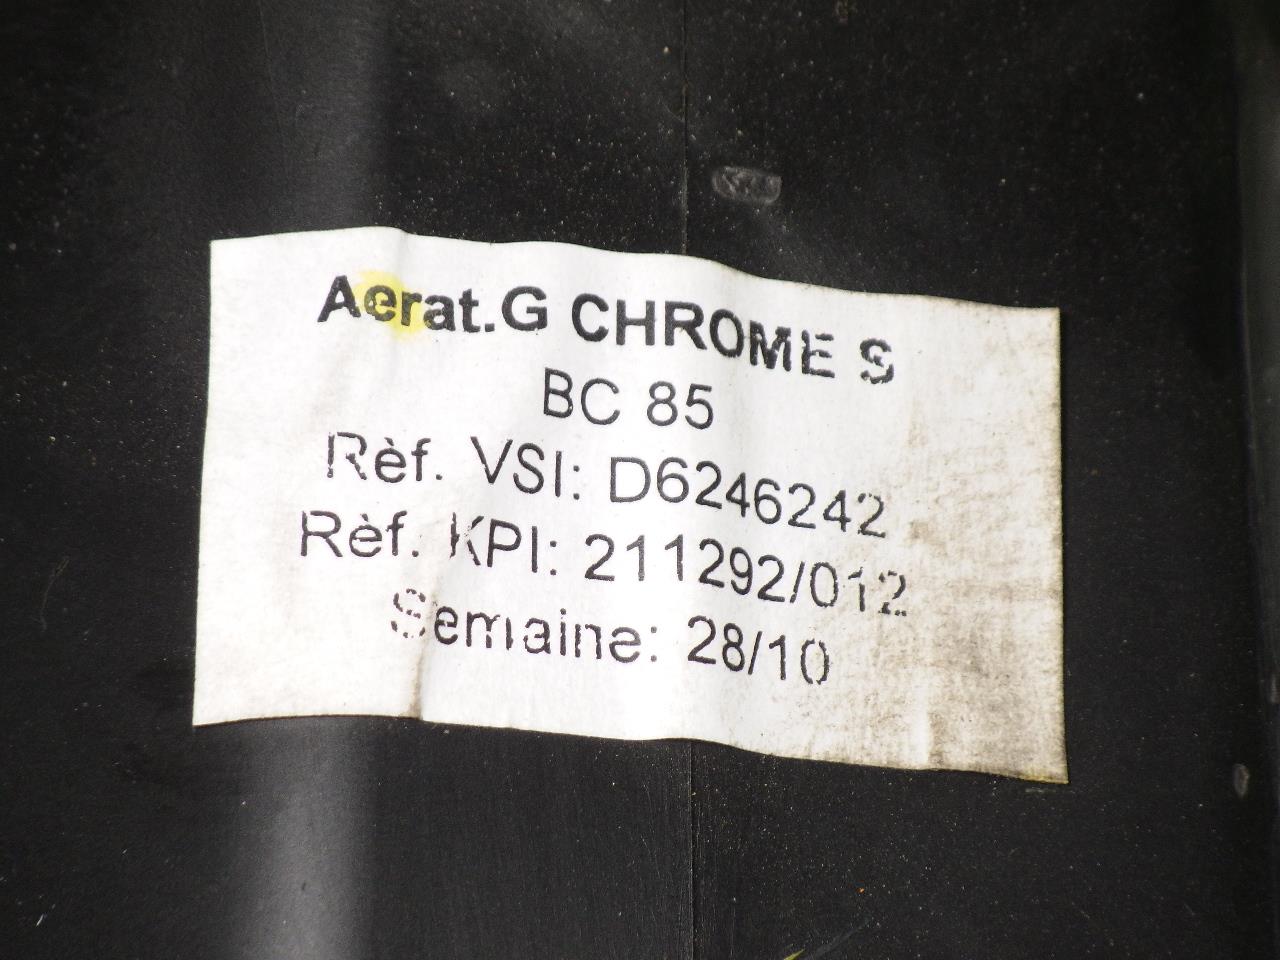 Aerat.G CHROME S
BC 85
Rèf. VSI: D6246242
Rèf. KPI: 211292/012
Semaine: 28/10